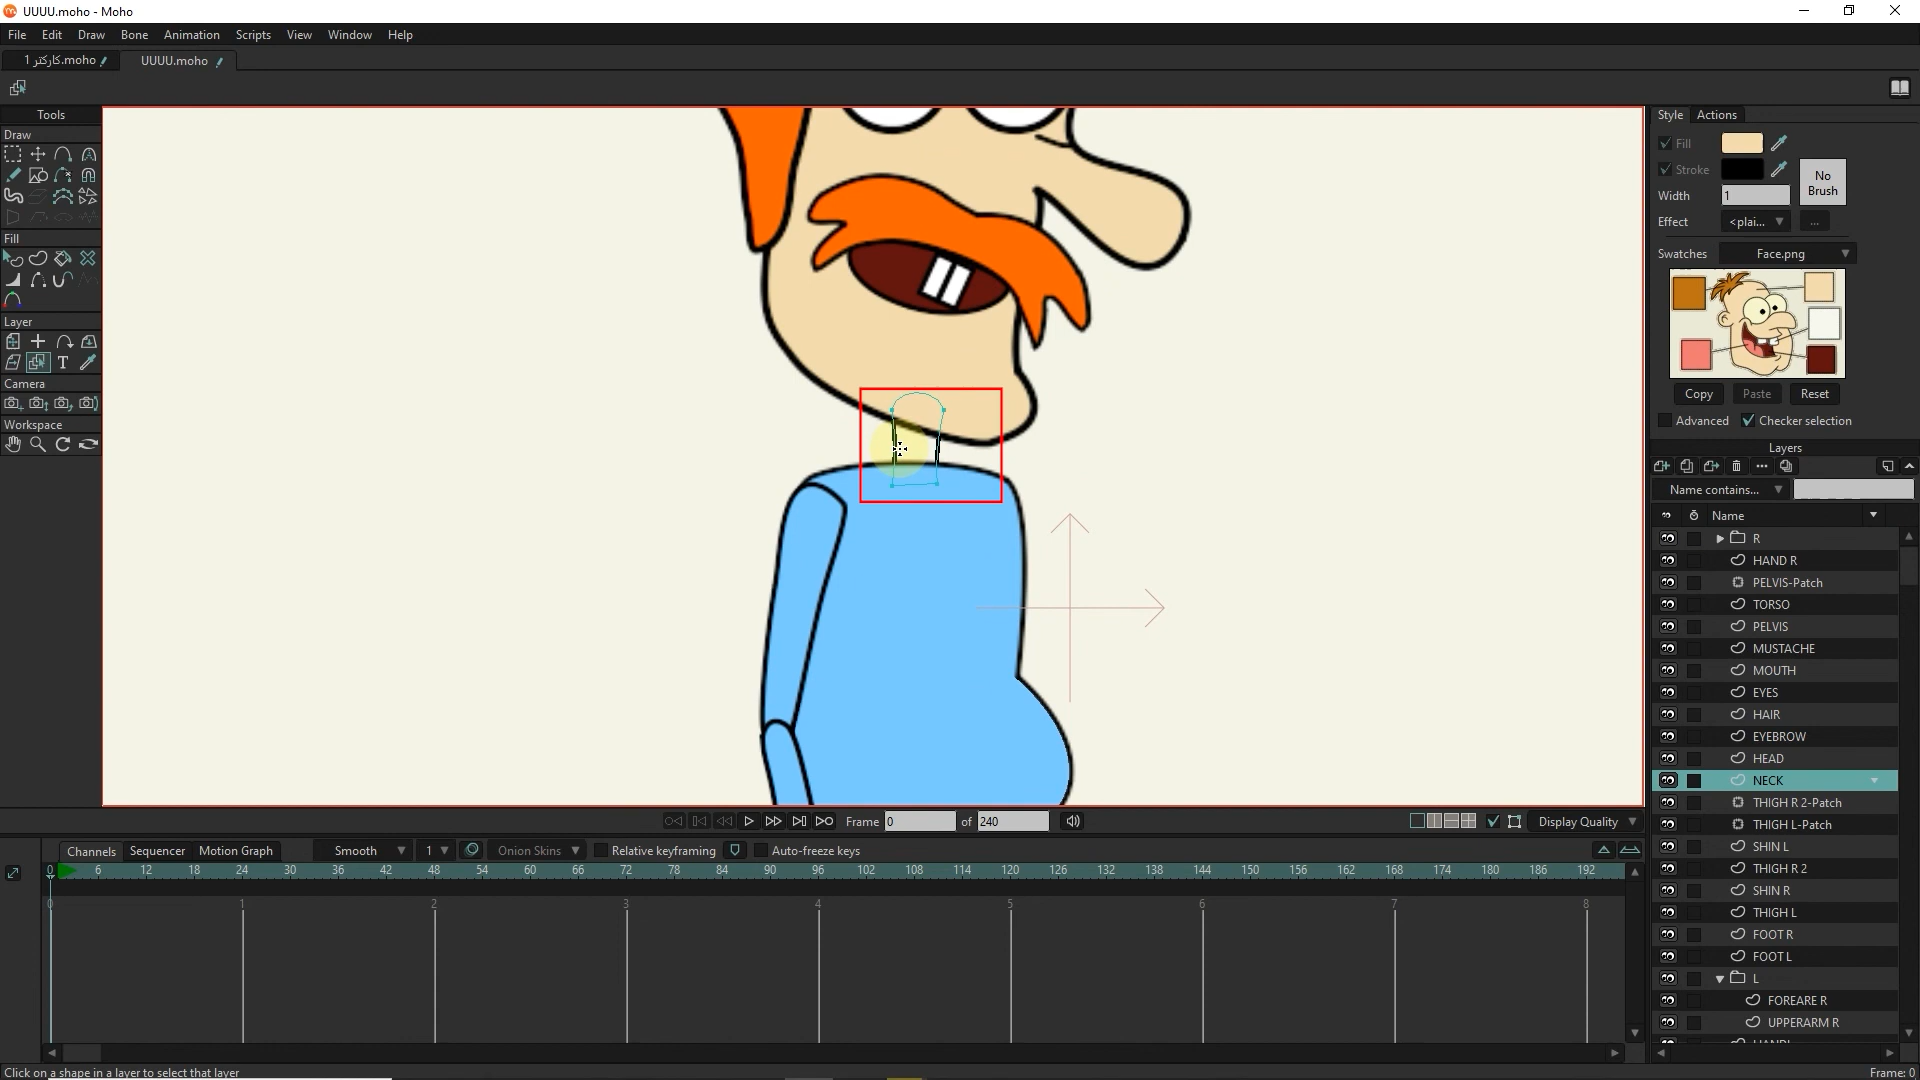 UUUU.moho - Moho
File Edit Draw Bone Animation Scripts View Window Help
کارکتر 1.moho
UUUU.moho
Tools
Draw
Fill
Layer
T
Camera
Workspace
Style Actions
Fill
Stroke
No Brush
Width 1
Effect <plai... ...
Swatches Face.png
Copy Paste Reset
Advanced Checker selection
Layers
Name contains...
Name
R
HAND R
PELVIS-Patch
TORSO
PELVIS
MUSTACHE
MOUTH
EYES
HAIR
EYEBROW
HEAD
NECK
THIGH R 2-Patch
THIGH L-Patch
SHIN L
THIGH R 2
SHIN R
THIGH L
FOOT R
FOOT L
L
FOREARE R
UPPERARM R
Frame 0 of 240
Display Quality
Channels Sequencer Motion Graph Smooth 1 Onion Skins Relative keyframing Auto-freeze keys
0 6 12 18 24 30 36 42 48 54 60 66 72 78 84 90 96 102 108 114 120 126 132 138 144 150 156 162 168 174 180 186 192
0 1 2 3 4 5 6 7 8
Click on a shape in a layer to select that layer
Frame: 0